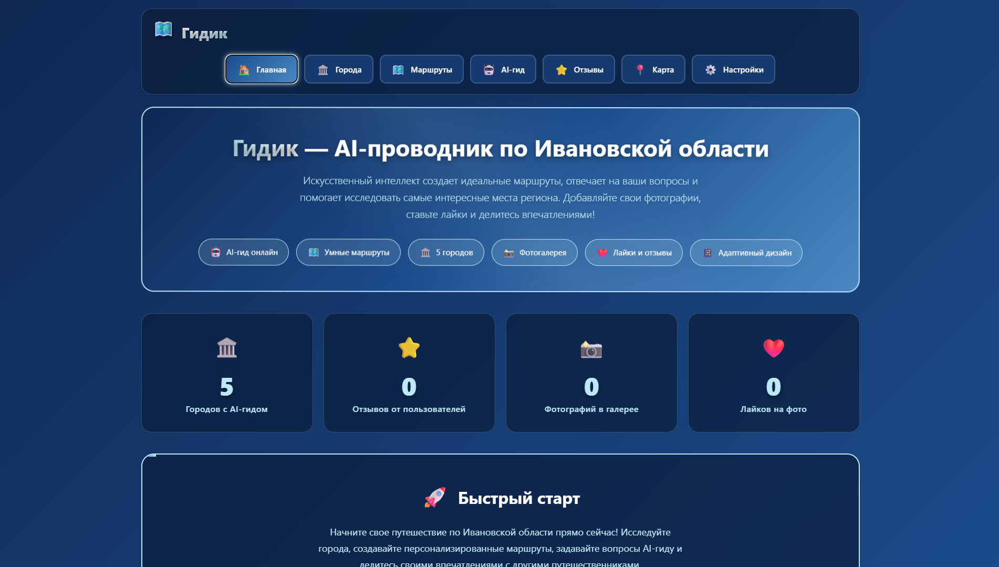 Гидик
Главная
Города
Маршруты
AI-гид
Отзывы
Карта
Настройки
Гидик — AI-проводник по Ивановской области
Искусственный интеллект создает идеальные маршруты, отвечает на ваши вопросы и
помогает исследовать самые интересные места региона. Добавляйте свои фотографии,
ставьте лайки и делитесь впечатлениями!
AI-гид онлайн
Умные маршруты
5 городов
Фотогалерея
Лайки и отзывы
Адаптивный дизайн
5
Городов с AI-гидом
0
Отзывов от пользователей
0
Фотографий в галерее
0
Лайков на фото
Быстрый старт
Начните свое путешествие по Ивановской области прямо сейчас! Исследуйте
города, создавайте персонализированные маршруты, задавайте вопросы AI-гиду и
делитесь своими впечатлениями с другими путешественниками.